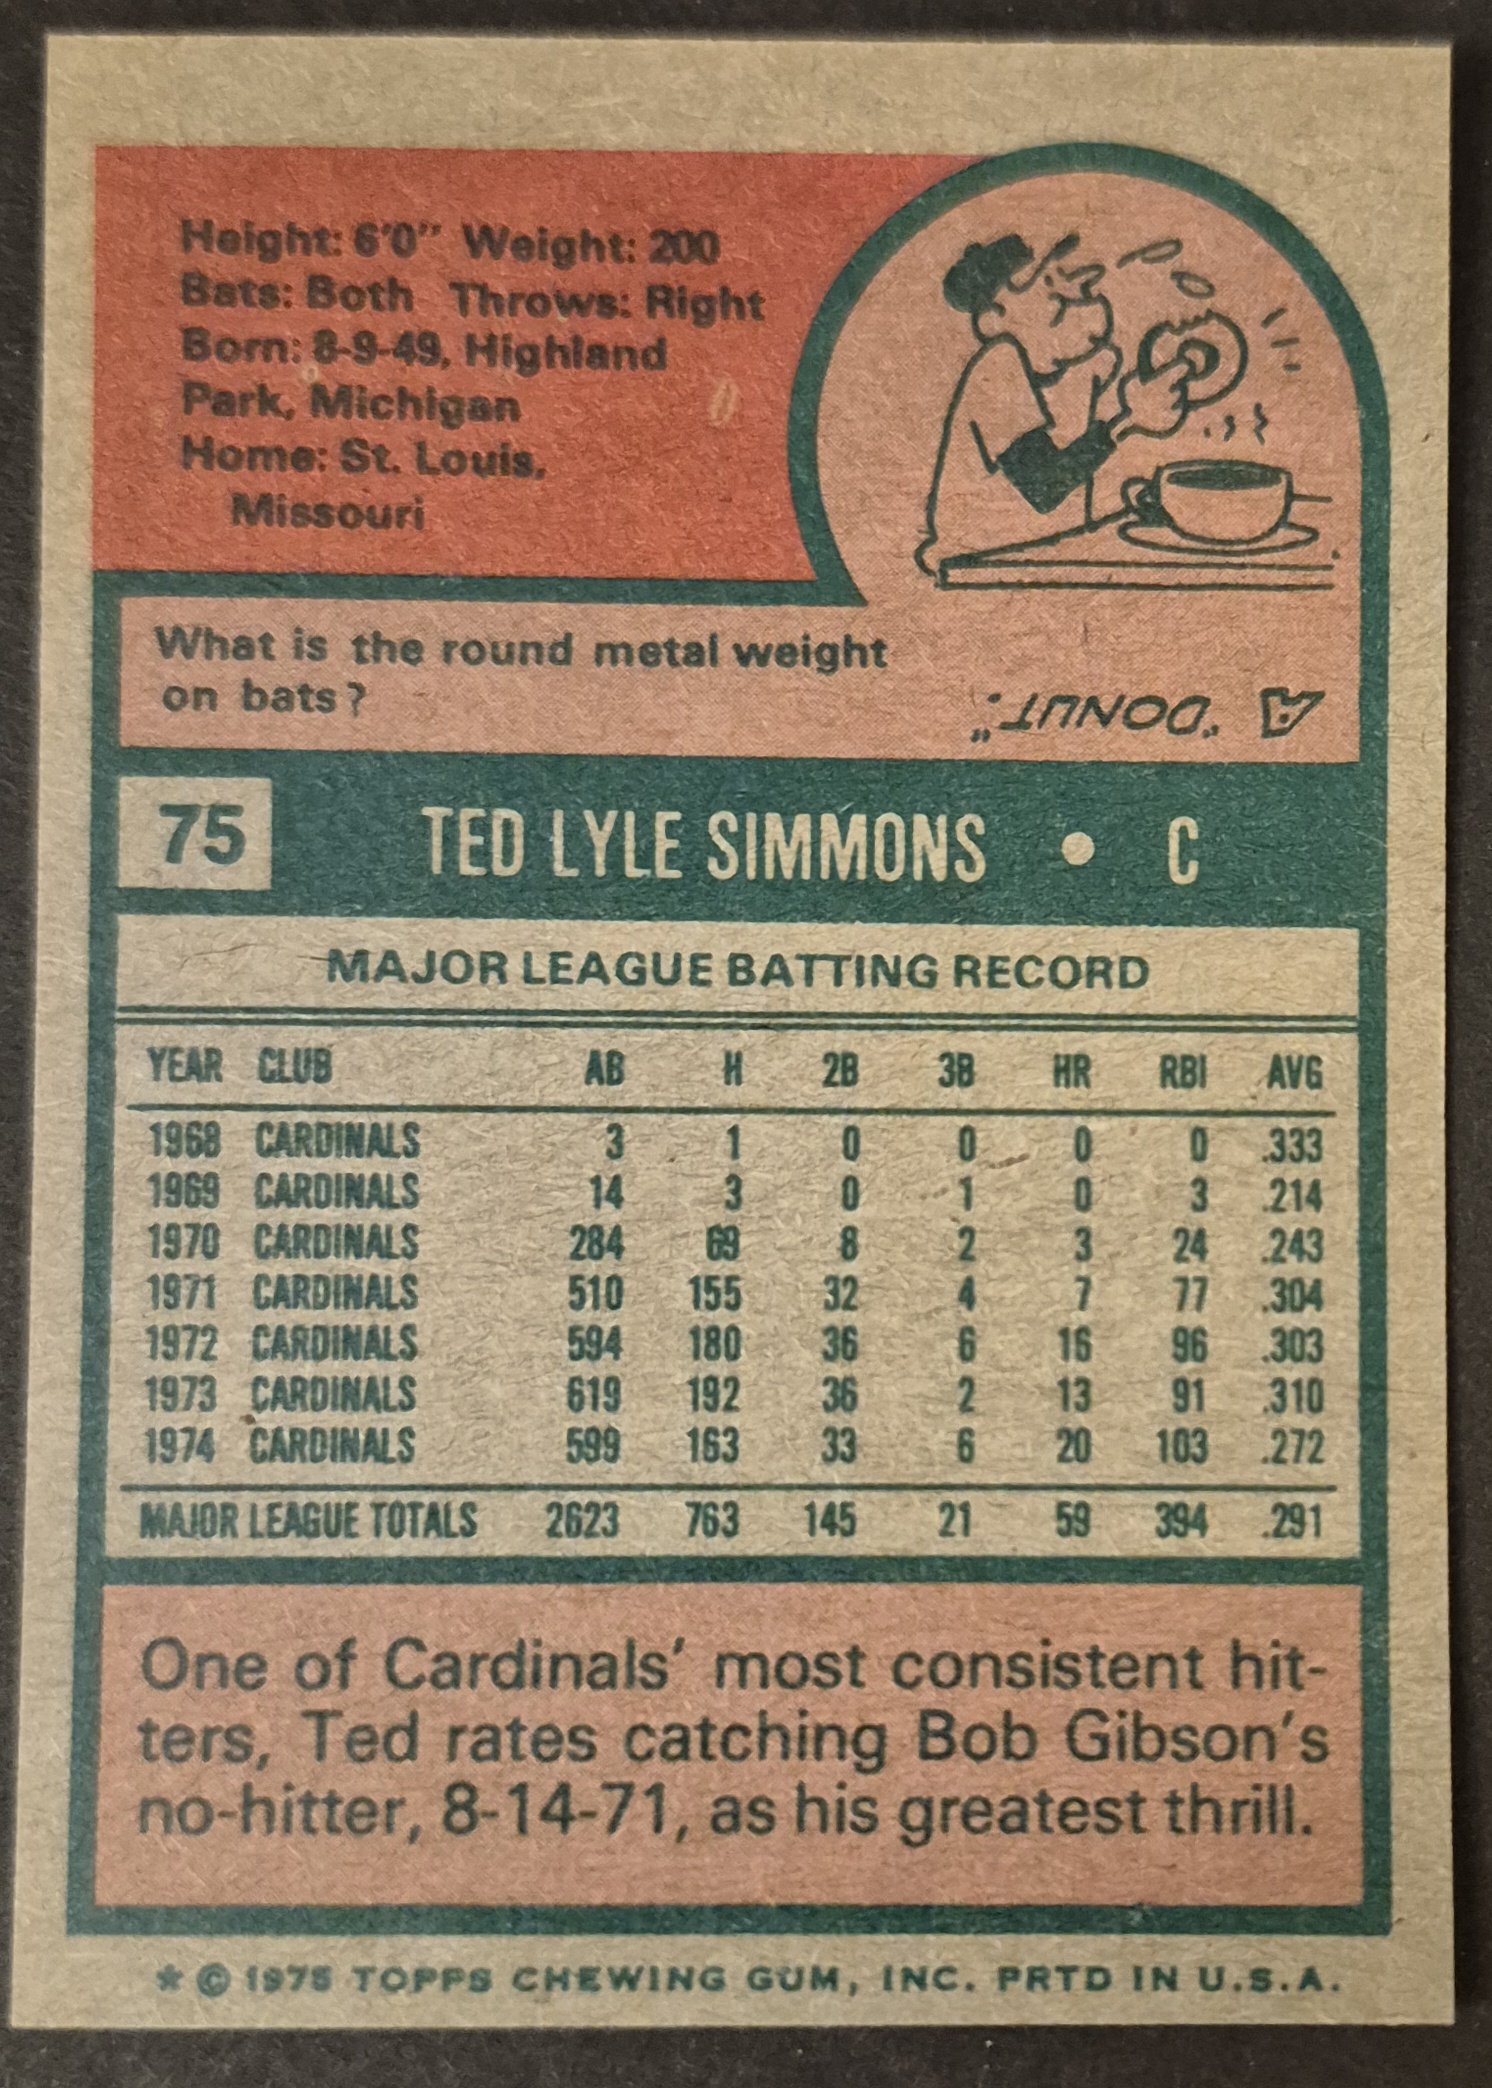 Height: 6'0" Weight: 200
Bats: Both Throws: Right
Born: 8-9-49, Highland
Park, Michigan
Home: St. Louis,
Missouri
What is the round metal weight
on bats?
A "DONUT."
75 TED LYLE SIMMONS • C
MAJOR LEAGUE BATTING RECORD
YEAR CLUB AB H 2B 3B HR RBI AVG
1968 CARDINALS 3 1 0 0 0 0 .333
1969 CARDINALS 14 3 0 1 0 3 .214
1970 CARDINALS 284 69 8 2 3 24 .243
1971 CARDINALS 510 155 32 4 7 77 .304
1972 CARDINALS 594 180 36 6 16 96 .303
1973 CARDINALS 619 192 36 2 13 91 .310
1974 CARDINALS 599 163 33 6 20 103 .272
MAJOR LEAGUE TOTALS 2623 763 145 21 59 394 .291
One of Cardinals' most consistent hit-
ters, Ted rates catching Bob Gibson's
no-hitter, 8-14-71, as his greatest thrill.
* © 1975 TOPPS CHEWING GUM, INC. PRTD IN U.S.A.